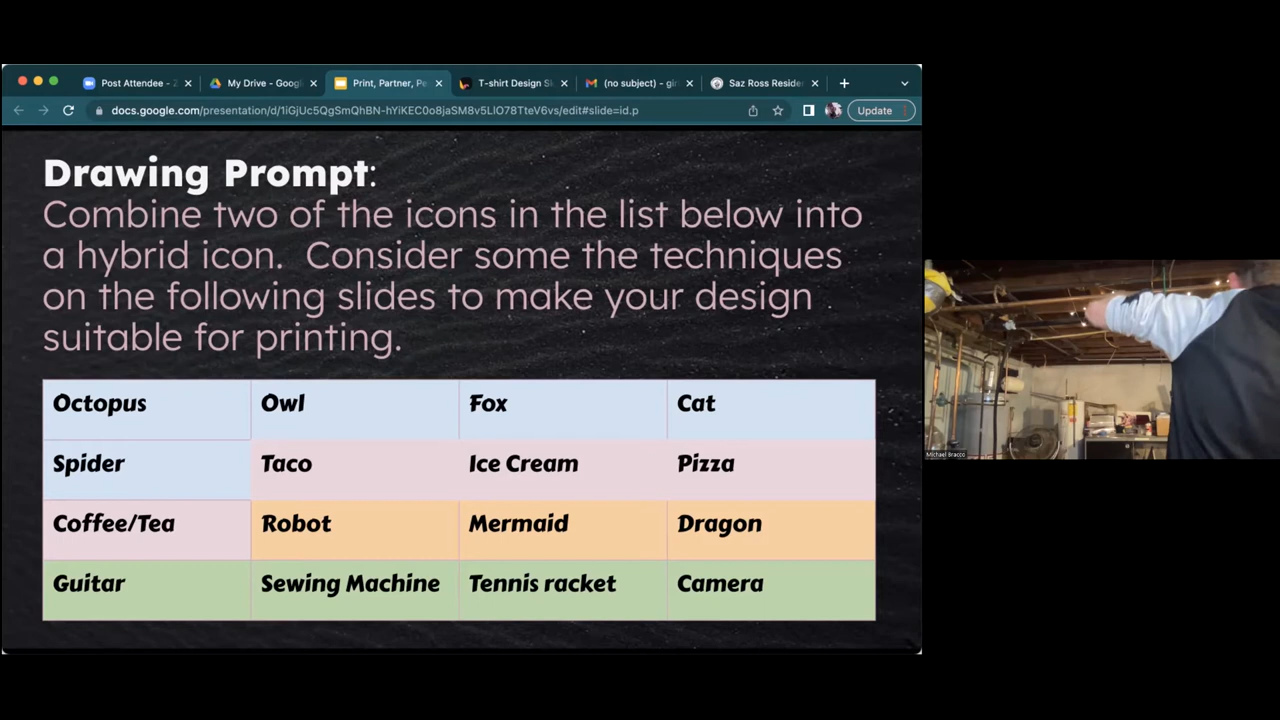 Post Attendee - Z
My Drive - Googl
Print, Partner, Pe
T-shirt Design Sk
(no subject) - gin
Saz Ross Reside
docs.google.com/presentation/d/1iGjUc5QgSmQhBN-hYiKEC0o8jaSM8v5LlO78TteV6vs/edit#slide=id.p
Update
Drawing Prompt:
Combine two of the icons in the list below into
a hybrid icon. Consider some the techniques
on the following slides to make your design
suitable for printing.
Octopus Owl Fox Cat
Spider Taco Ice Cream Pizza
Coffee/Tea Robot Mermaid Dragon
Guitar Sewing Machine Tennis racket Camera
Michael Bracco